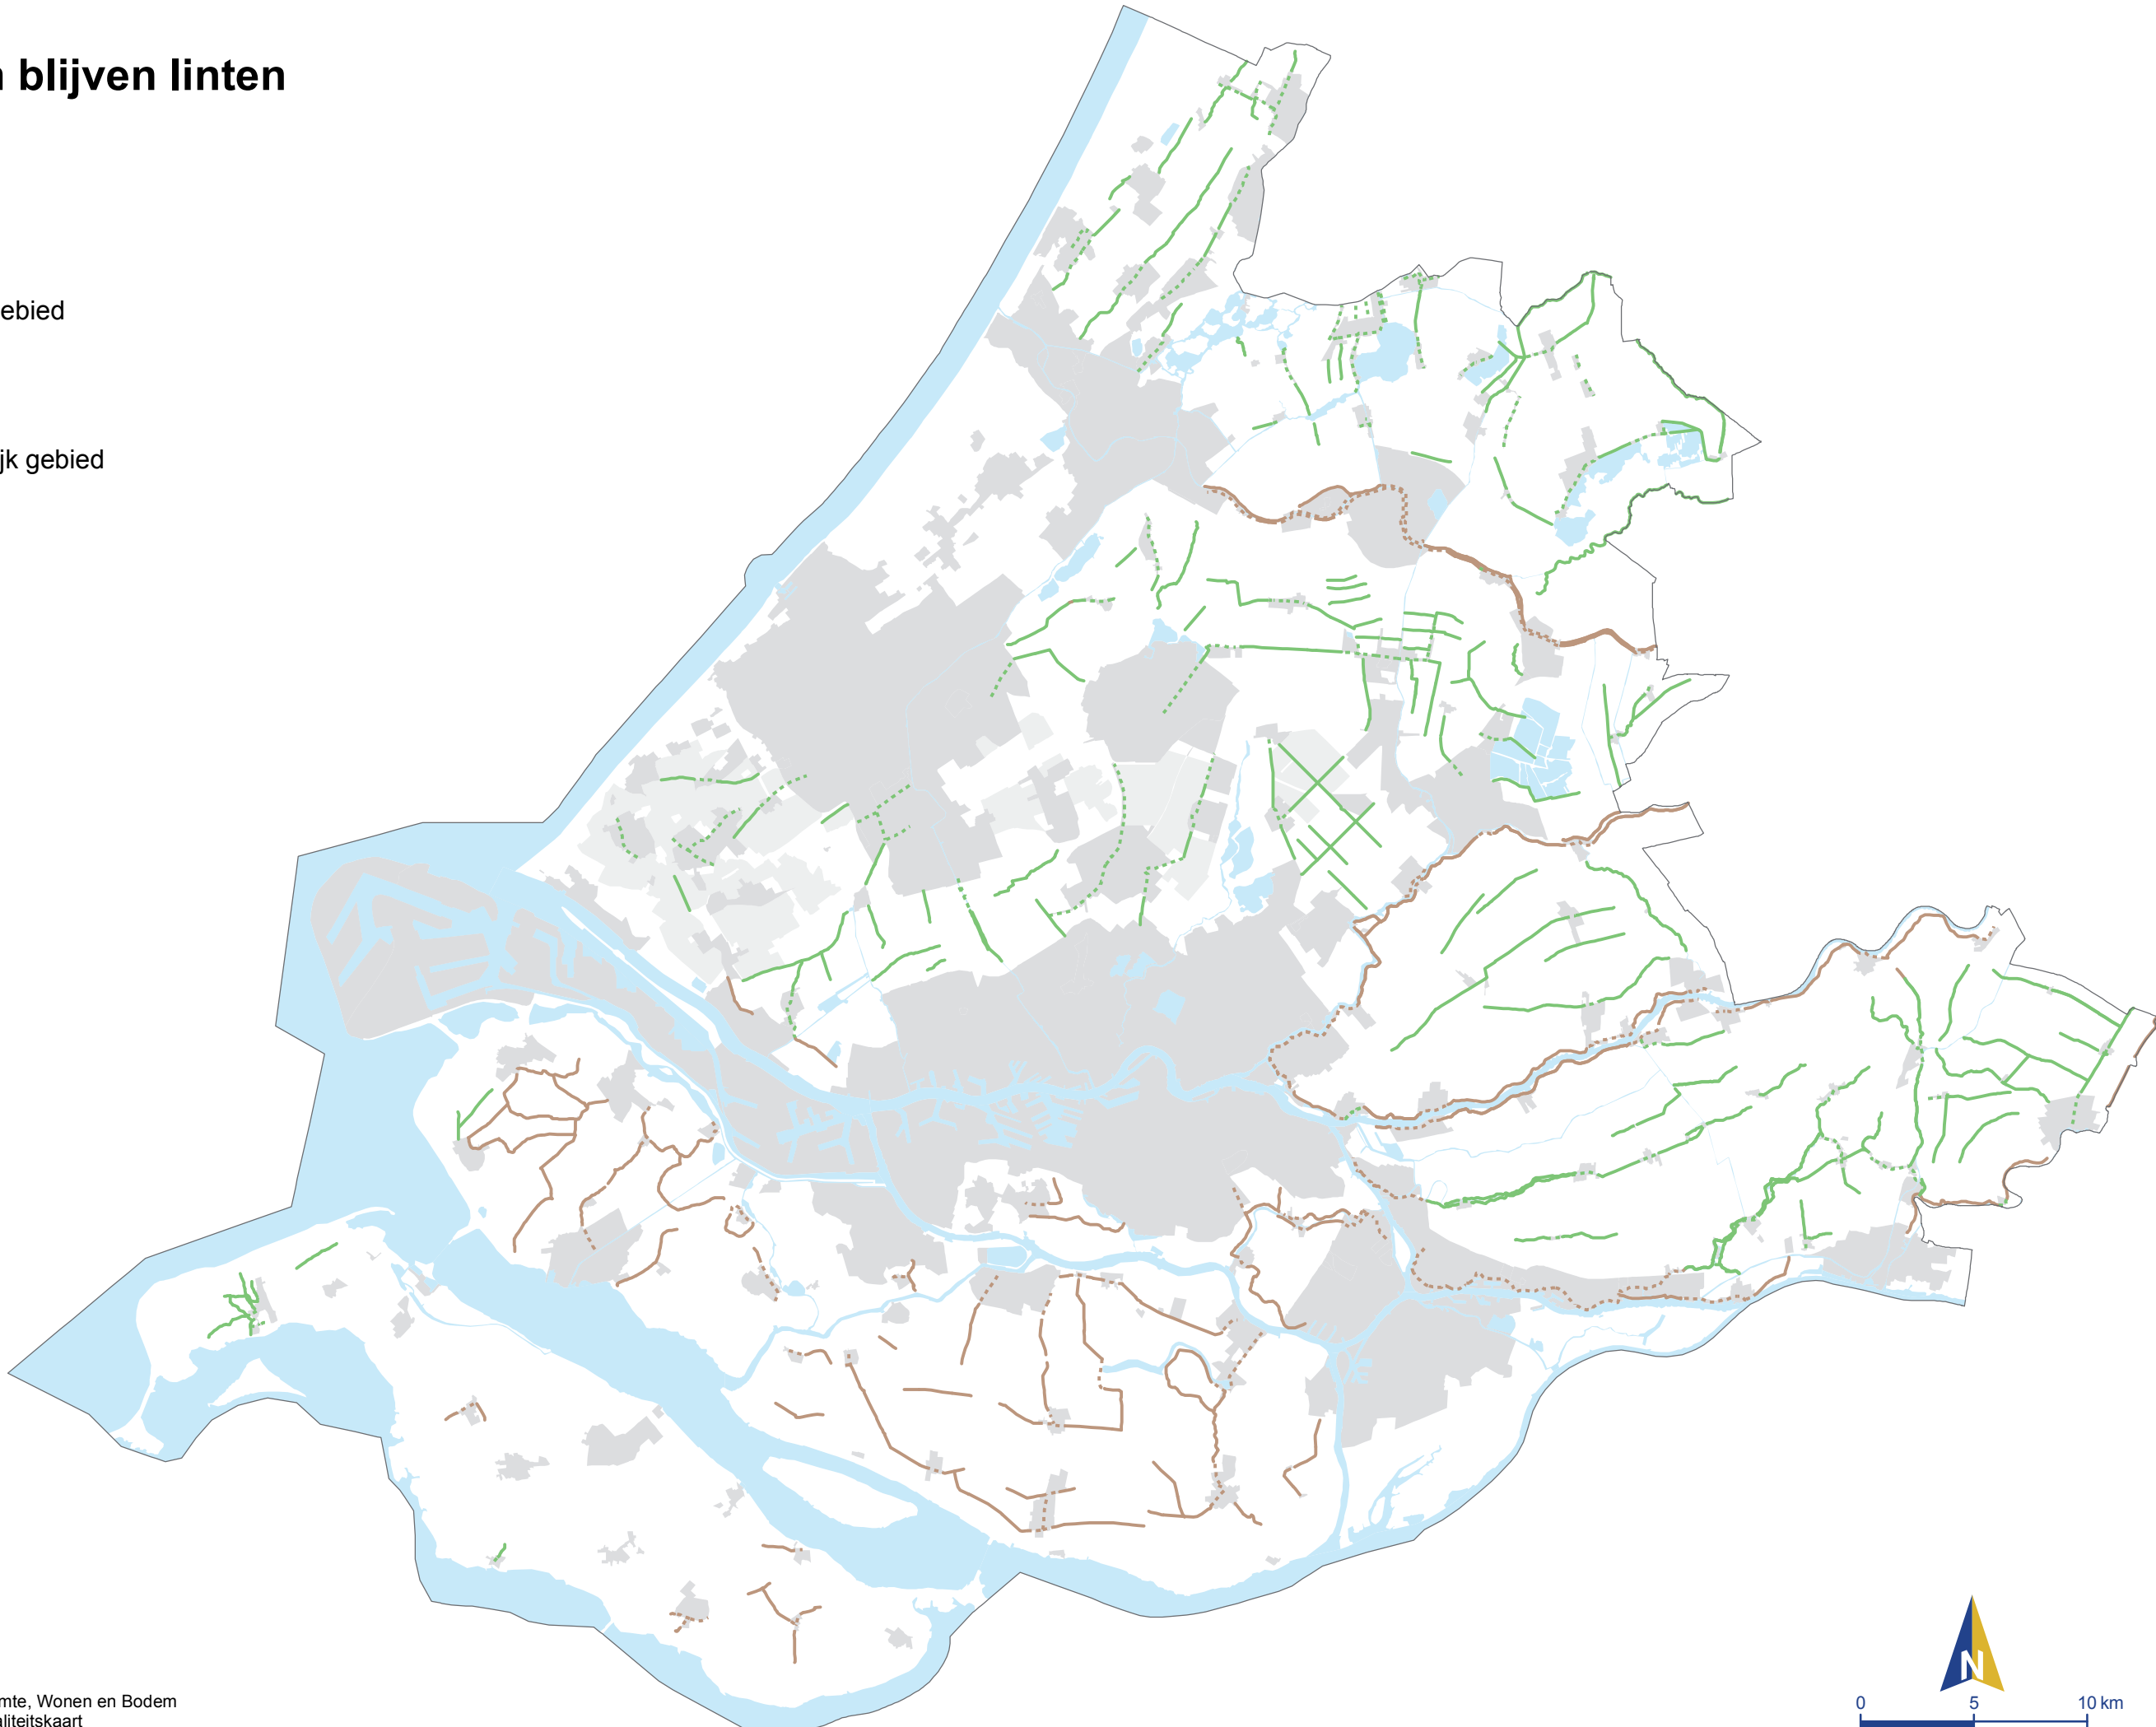 blijven linten
ebied
jk gebied
mte, Wonen en Bodem
aliteitskaart
N
0 5 10 km